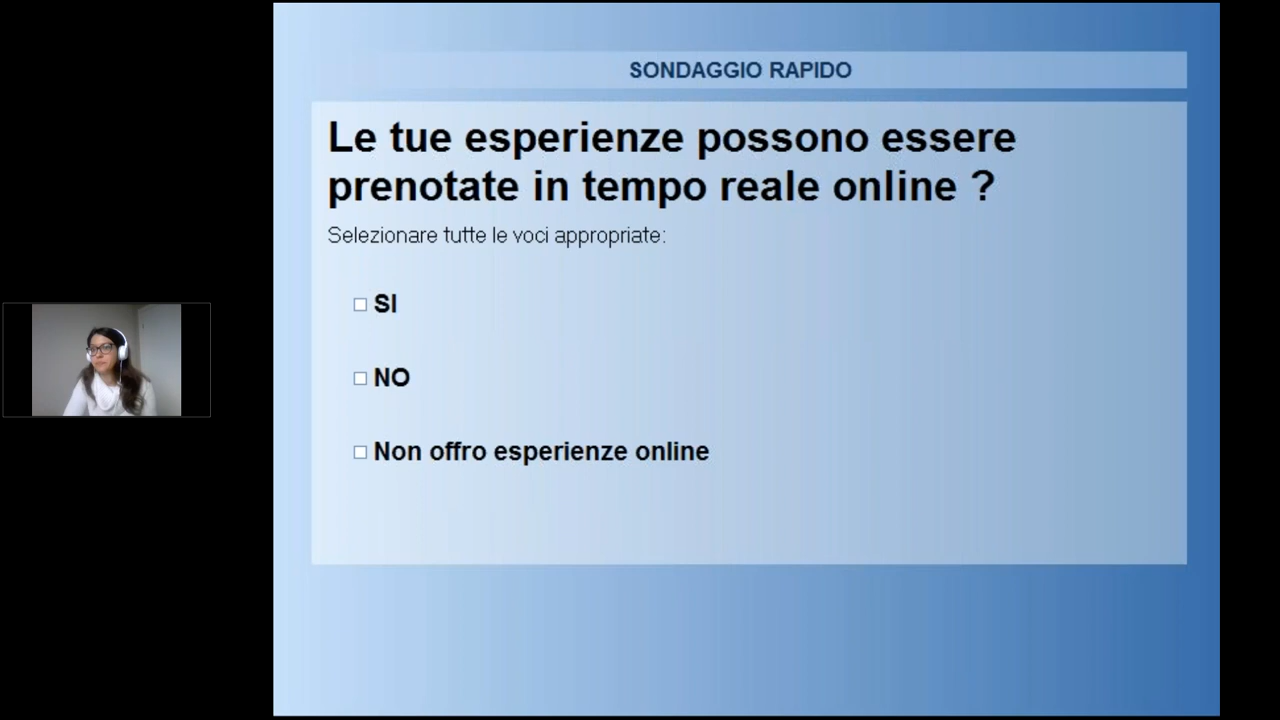 SONDAGGIO RAPIDO
Le tue esperienze possono essere
prenotate in tempo reale online ?
Selezionare tutte le voci appropriate:
SI
NO
Non offro esperienze online